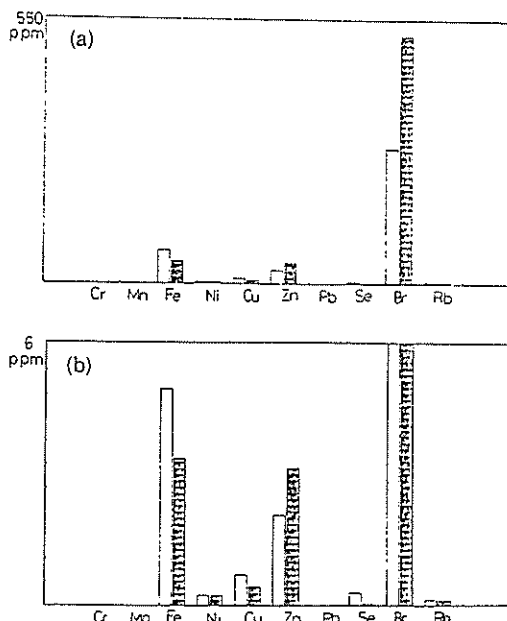 550
ppm
(a)
Cr Mn Fe Ni Cu Zn Pb Se Br Rb
6
ppm
(b)
Cr Mn Fe Ni Cu Zn Pb Se Br Rb